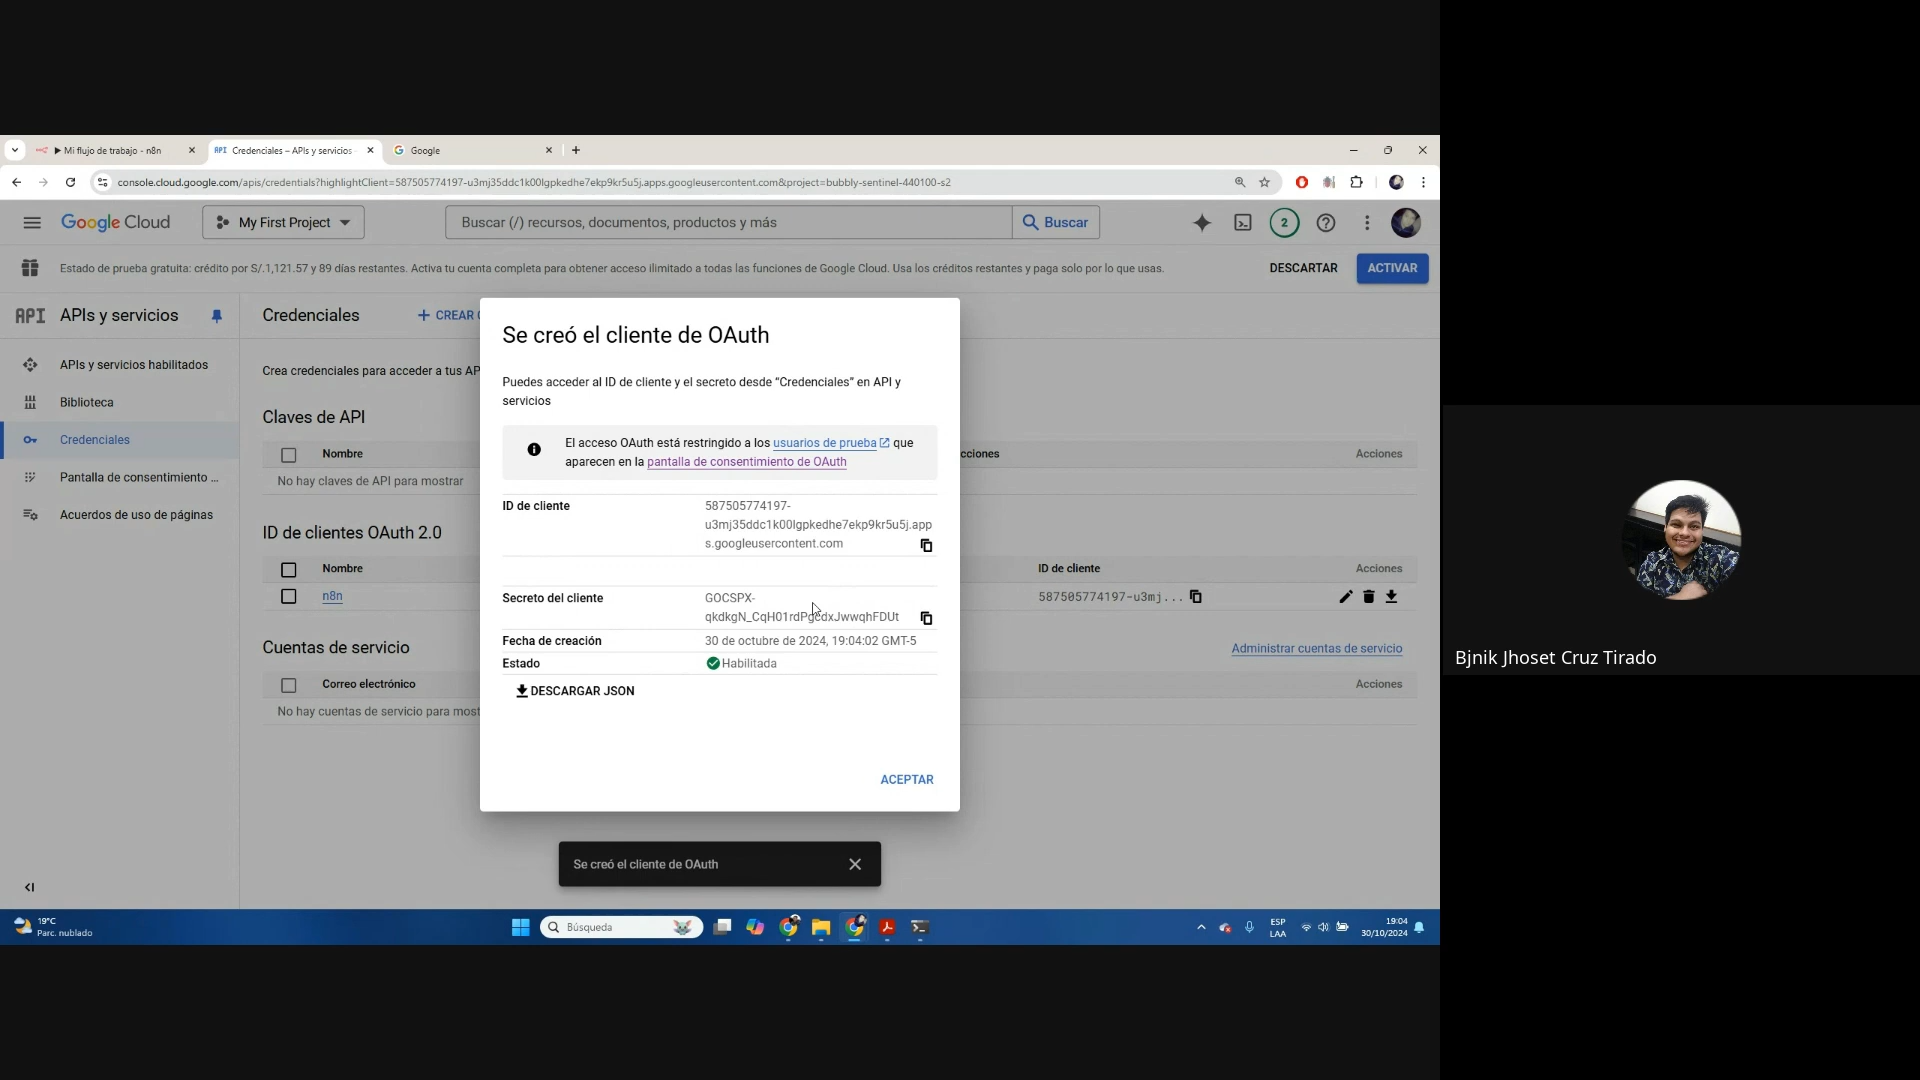 ▶ Mi flujo de trabajo - n8n
API Credenciales – APIs y servicios
Google
console.cloud.google.com/apis/credentials?highlightClient=587505774197-u3mj35ddc1k00lgpkedhe7ekp9kr5u5j.apps.googleusercontent.com&project=bubbly-sentinel-440100-s2
Google Cloud
My First Project
Buscar (/) recursos, documentos, productos y más
Buscar
2
Estado de prueba gratuita: crédito por S/.1,121.57 y 89 días restantes. Activa tu cuenta completa para obtener acceso ilimitado a todas las funciones de Google Cloud. Usa los créditos restantes y paga solo por lo que usas.
DESCARTAR
ACTIVAR
API APIs y servicios
APIs y servicios habilitados
Biblioteca
Credenciales
Pantalla de consentimiento ...
Acuerdos de uso de páginas
Credenciales
+ CREAR
Crea credenciales para acceder a tus AP
Claves de API
Nombre
cciones
Acciones
No hay claves de API para mostrar
ID de clientes OAuth 2.0
Nombre
ID de cliente
Acciones
n8n
587505774197-u3mj...
Cuentas de servicio
Administrar cuentas de servicio
Correo electrónico
Acciones
No hay cuentas de servicio para most
Se creó el cliente de OAuth
Puedes acceder al ID de cliente y el secreto desde “Credenciales” en API y
servicios
El acceso OAuth está restringido a los usuarios de prueba que
aparecen en la pantalla de consentimiento de OAuth
ID de cliente
587505774197-
u3mj35ddc1k00lgpkedhe7ekp9kr5u5j.app
s.googleusercontent.com
Secreto del cliente
GOCSPX-
Fecha de creación
30 de octubre de 2024, 19:04:02 GMT-5
Estado
Habilitada
DESCARGAR JSON
ACEPTAR
Se creó el cliente de OAuth
19°C
Parc. nublado
Búsqueda
ESP
LAA
19:04
30/10/2024
Bjnik Jhoset Cruz Tirado